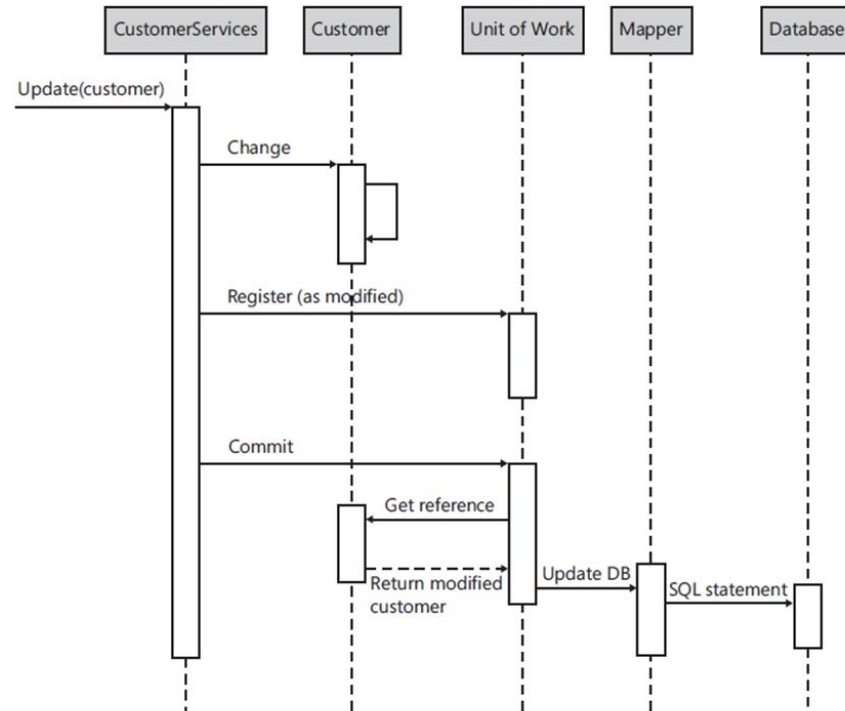 CustomerServices
Customer
Unit of Work
Mapper
Database
Update(customer)
Change
Register (as modified)
Commit
Get reference
Return modified
customer
Update DB
SQL statement